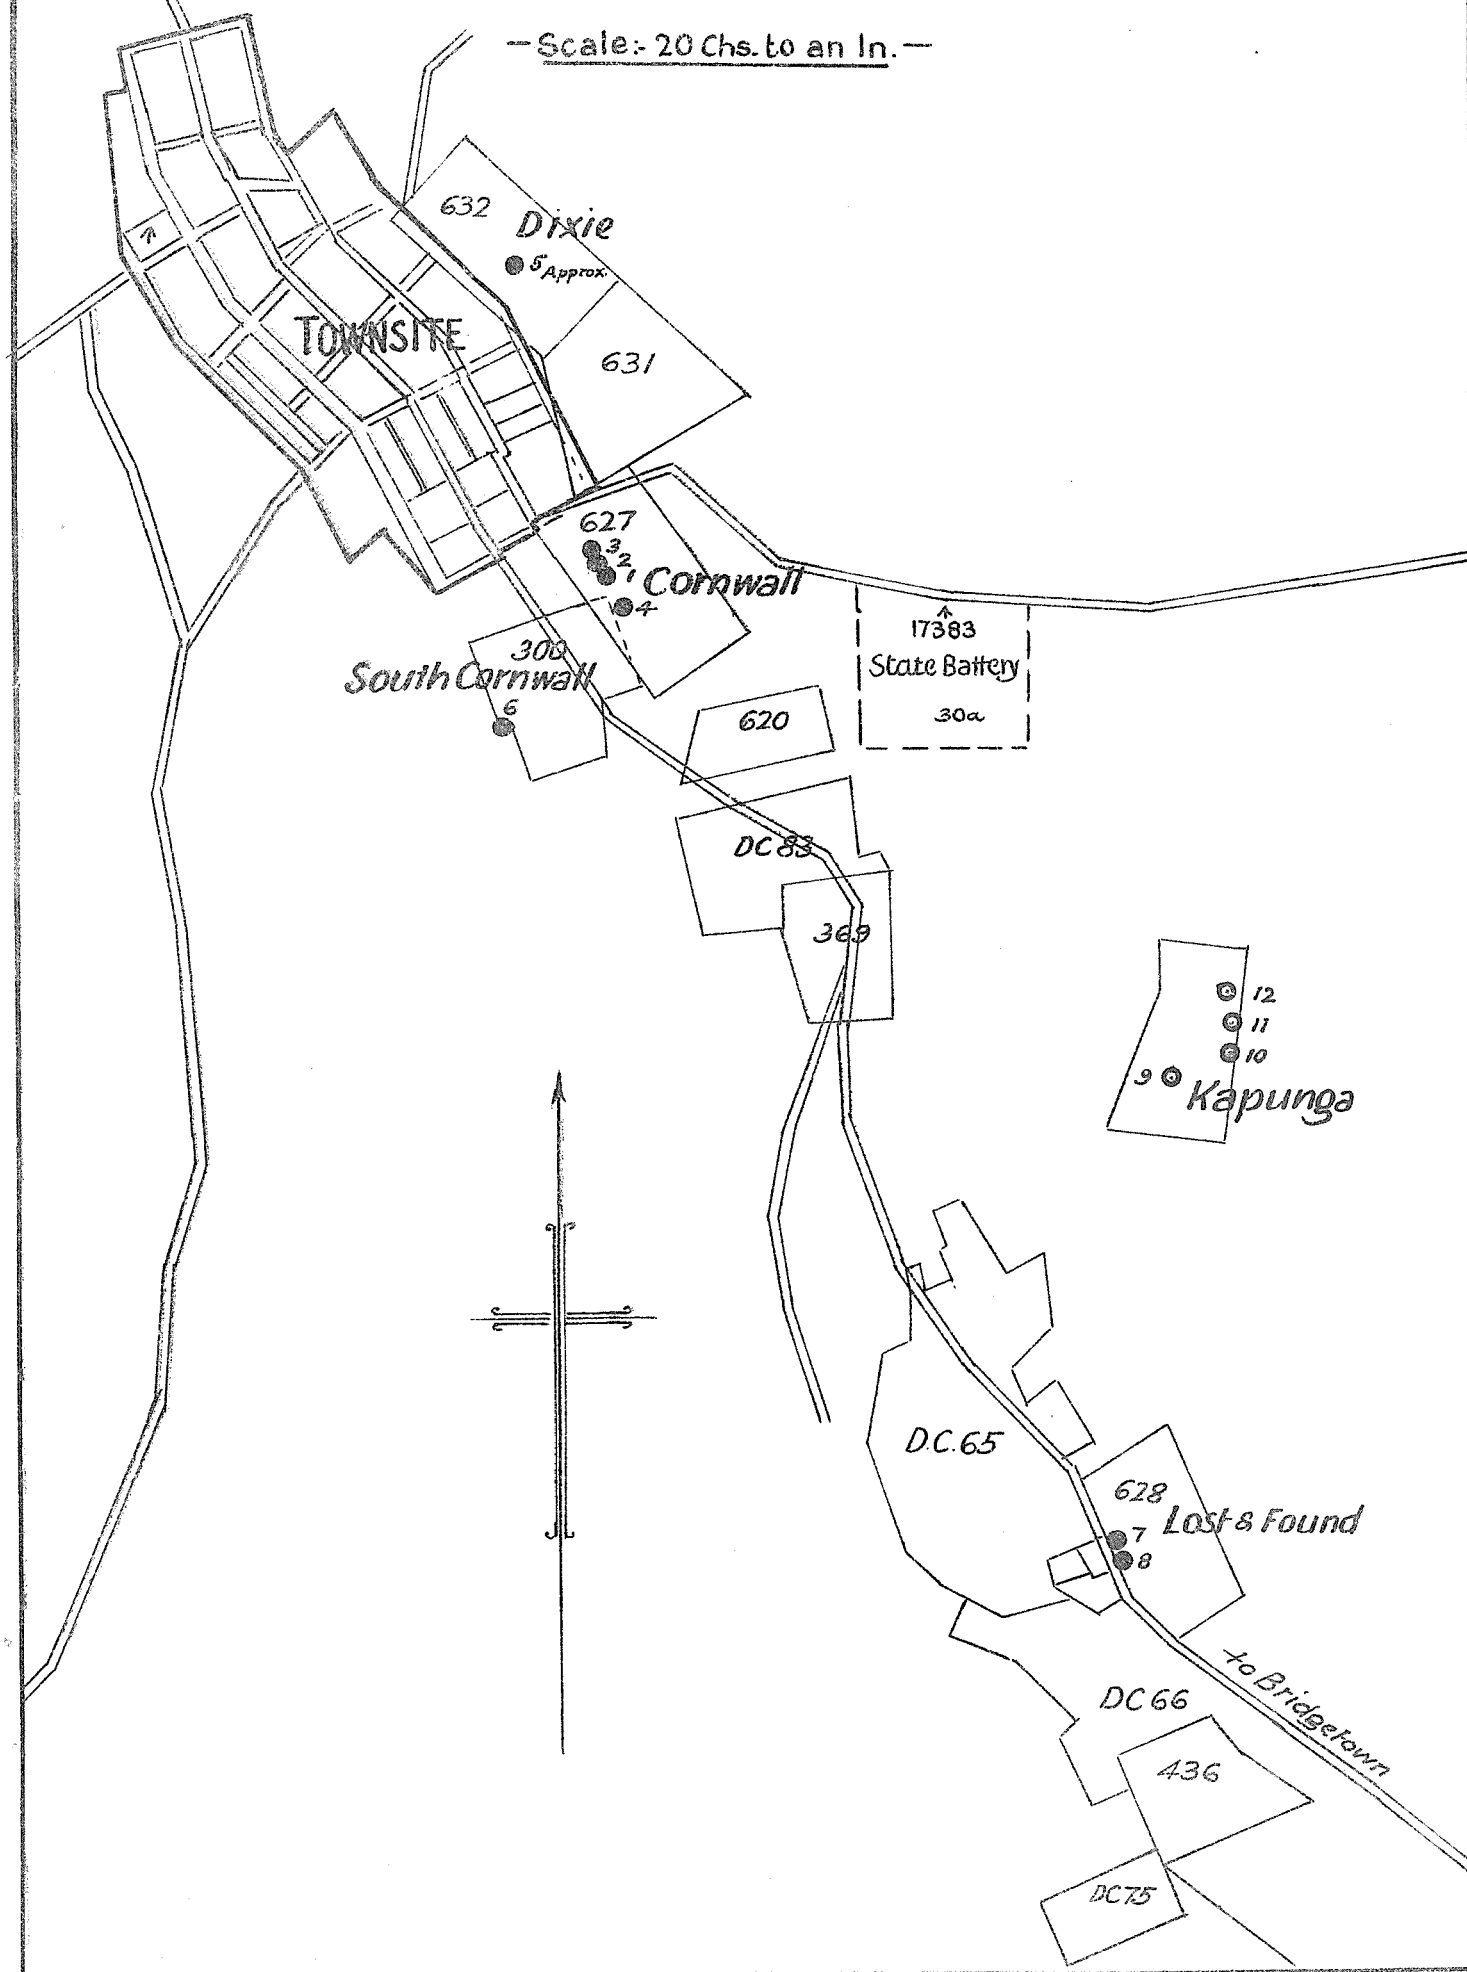 —Scale:- 20 Chs. to an In.—
632
Dixie
5 Approx.
TOWNSITE
631
627
3
2
1
Cornwall
4
17383
State Battery
30a
300
South Cornwall
6
620
DC 83
369
12
11
10
9
Kapunga
D.C.65
628
Lost & Found
7
8
to Bridgetown
DC 66
436
DC75